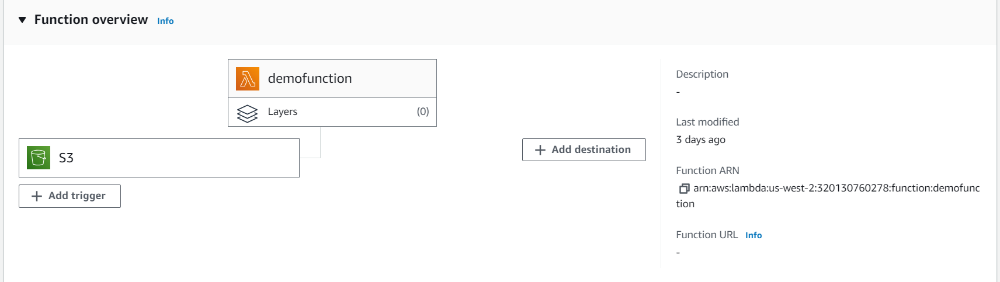 Function overview Info
demofunction
Layers (0)
S3
Add trigger
Add destination
Description
-
Last modified
3 days ago
Function ARN
arn:aws:lambda:us-west-2:320130760278:function:demofunc
tion
Function URL Info
-